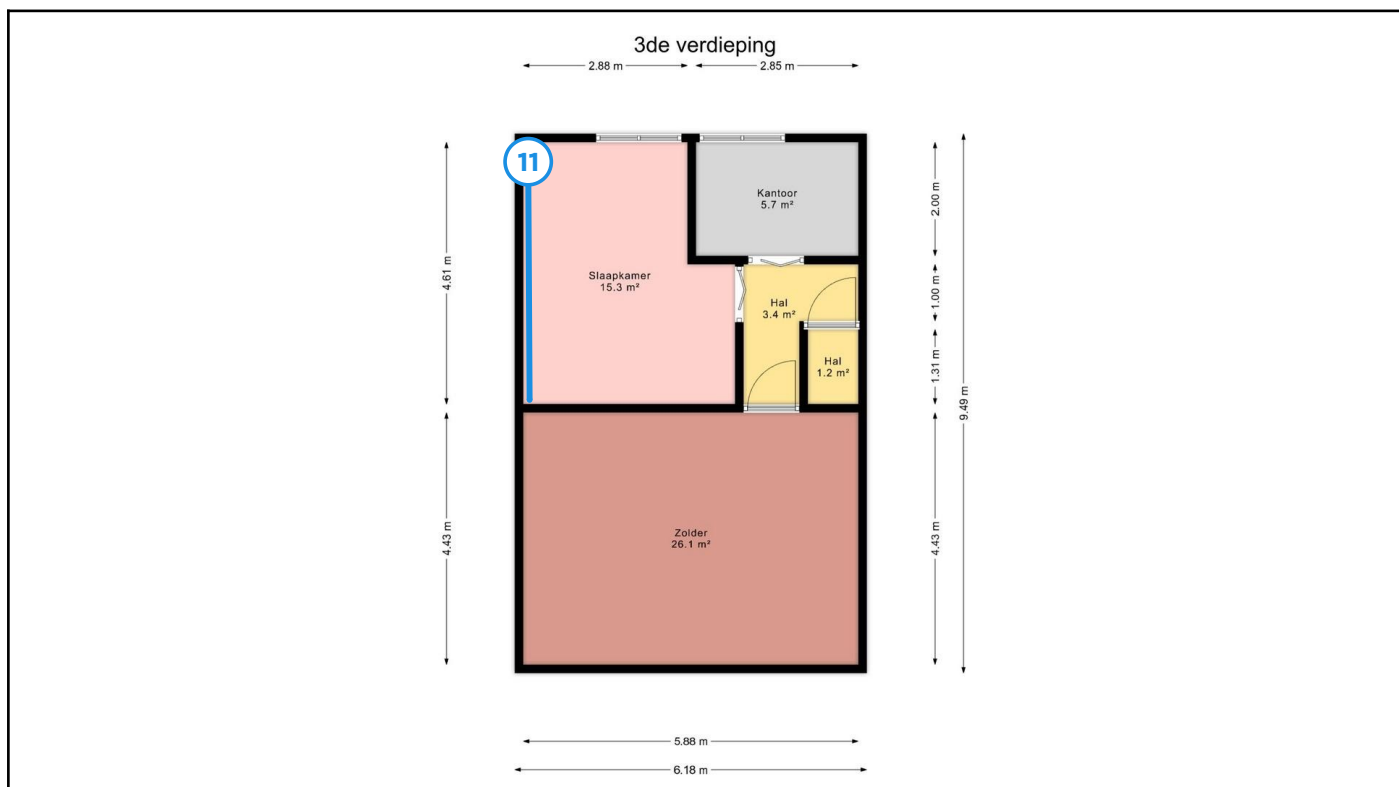 3de verdieping
2.88 m
2.85 m
11
Kantoor
5.7 m²
2.00 m
4.61 m
Slaapkamer
15.3 m²
Hal
3.4 m²
1.00 m
Hal
1.2 m²
1.31 m
9.49 m
4.43 m
Zolder
26.1 m²
4.43 m
5.88 m
6.18 m